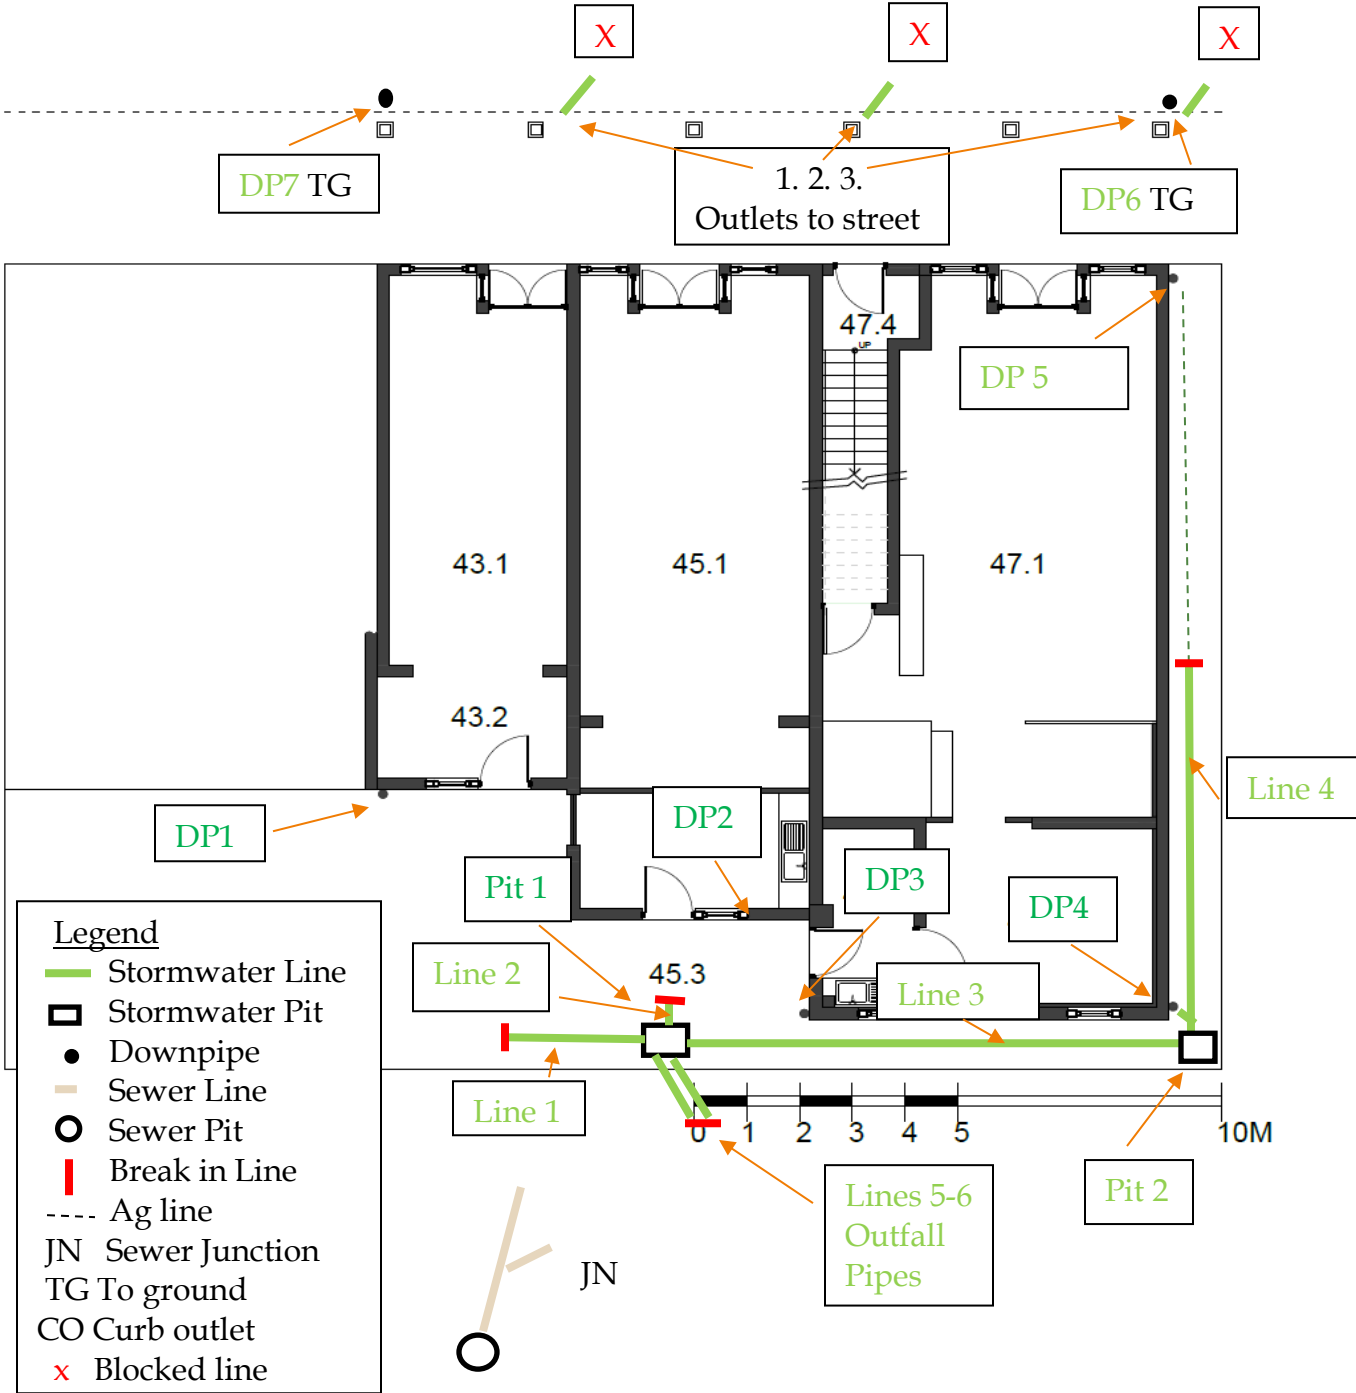 X
X
X
DP7 TG
1. 2. 3.
Outlets to street
DP6 TG
47.4
UP
DP 5
43.1
45.1
47.1
43.2
Line 4
DP1
DP2
DP3
Pit 1
DP4
Line 2
45.3
Line 3
Line 1
0 1 2 3 4 5 10M
Lines 5-6
Outfall
Pipes
Pit 2
JN
Legend
Stormwater Line
Stormwater Pit
Downpipe
Sewer Line
Sewer Pit
Break in Line
Ag line
JN Sewer Junction
TG To ground
CO Curb outlet
x Blocked line